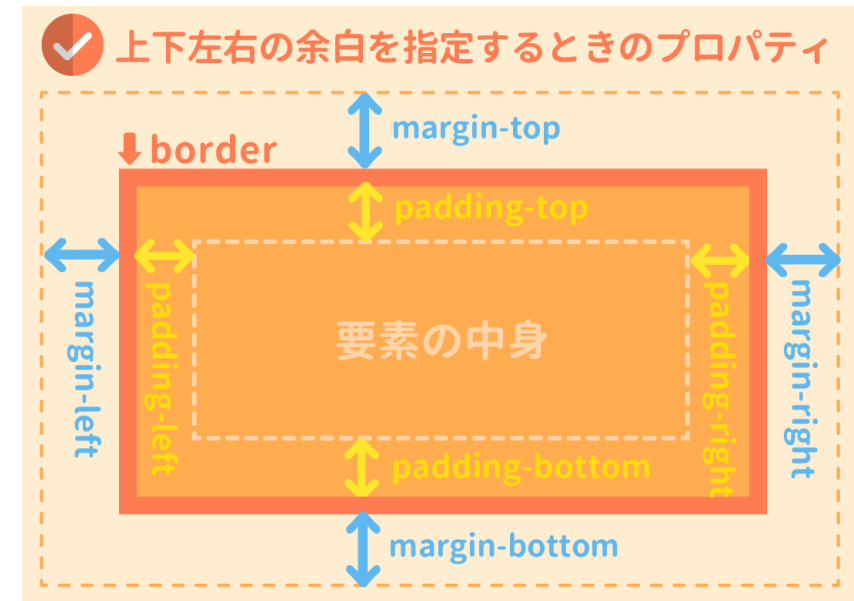 上下左右の余白を指定するときのプロパティ
margin-top
border
padding-top
margin-left
padding-left
要素の中身
padding-right
margin-right
padding-bottom
margin-bottom